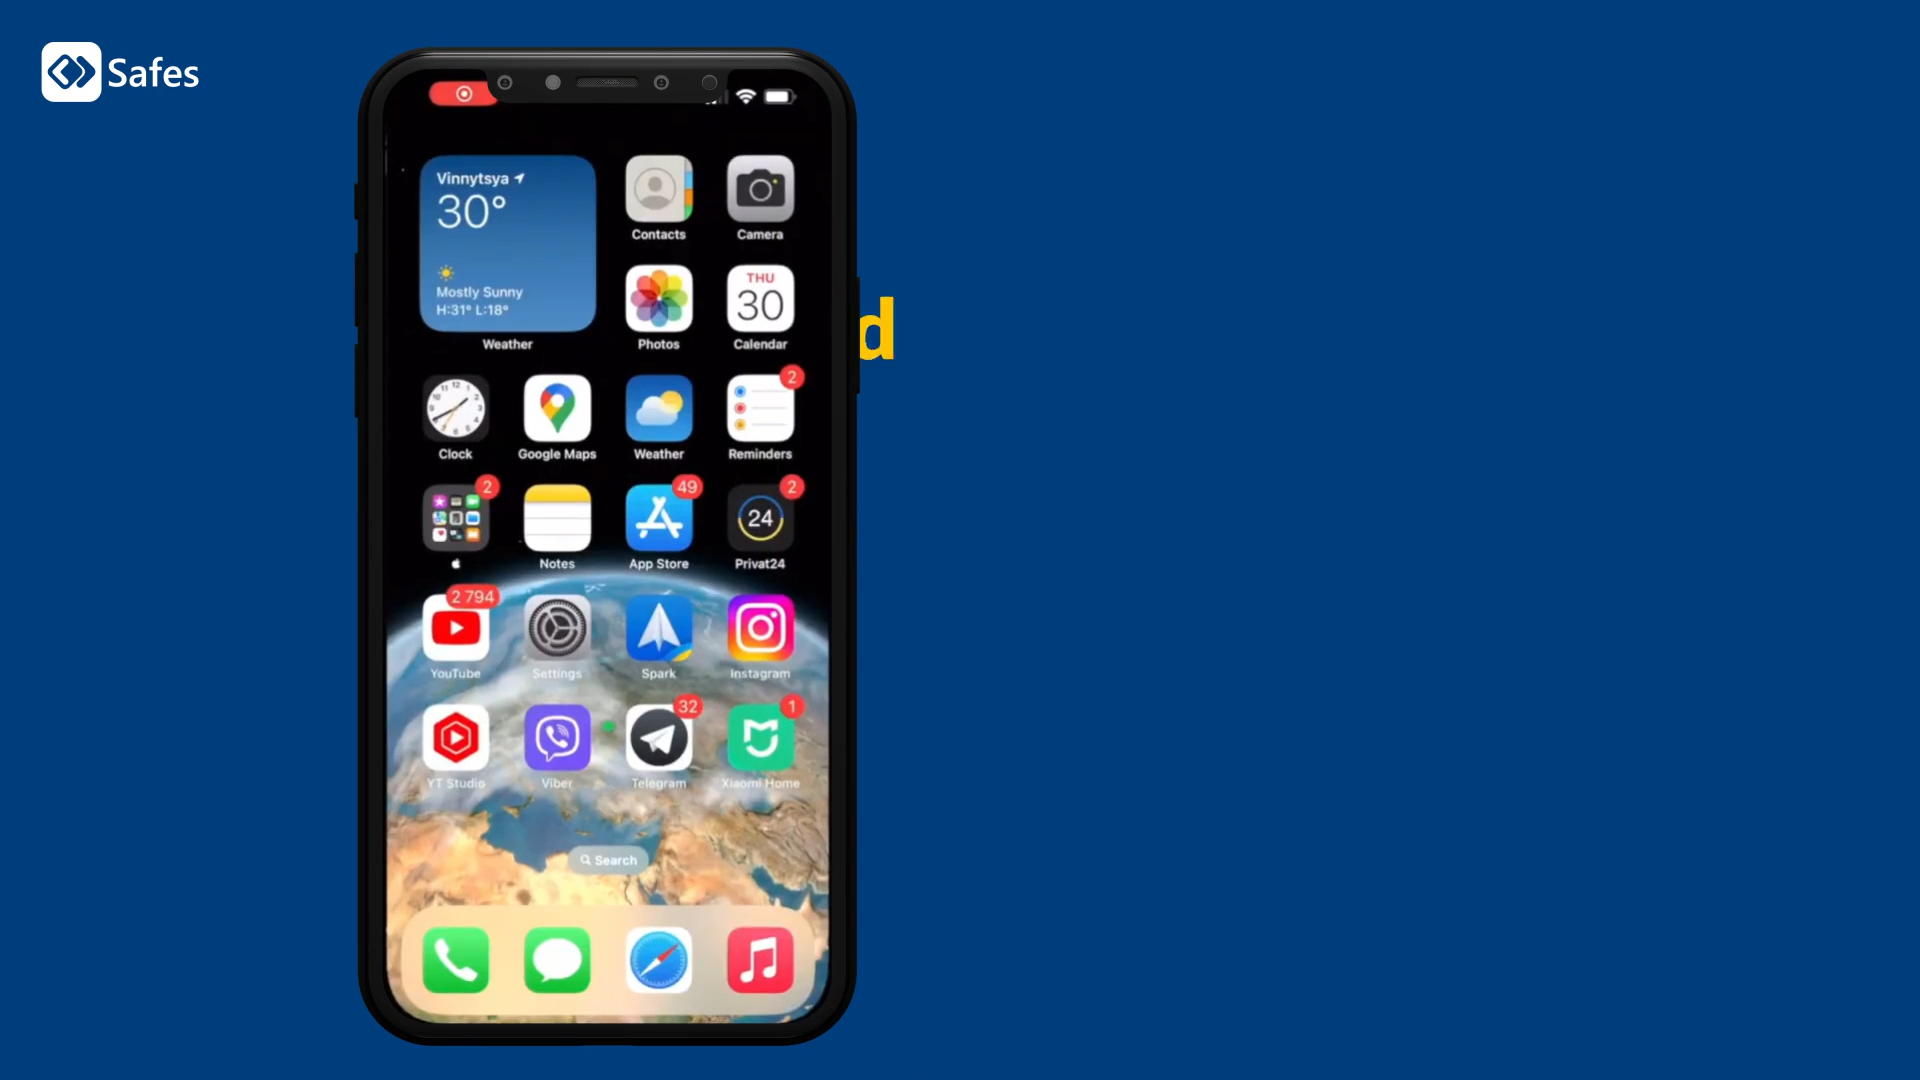 Safes
Vinnytsya
30°
Mostly Sunny
H:31° L:18°
Weather
Contacts
Camera
THU
30
Photos
Calendar
d
2
Clock
Google Maps
Weather
Reminders
2
49
2
24
Notes
App Store
Privat24
2 794
YouTube
Settings
Spark
Instagram
32
1
YT Studio
Viber
Telegram
Xiaomi Home
Search